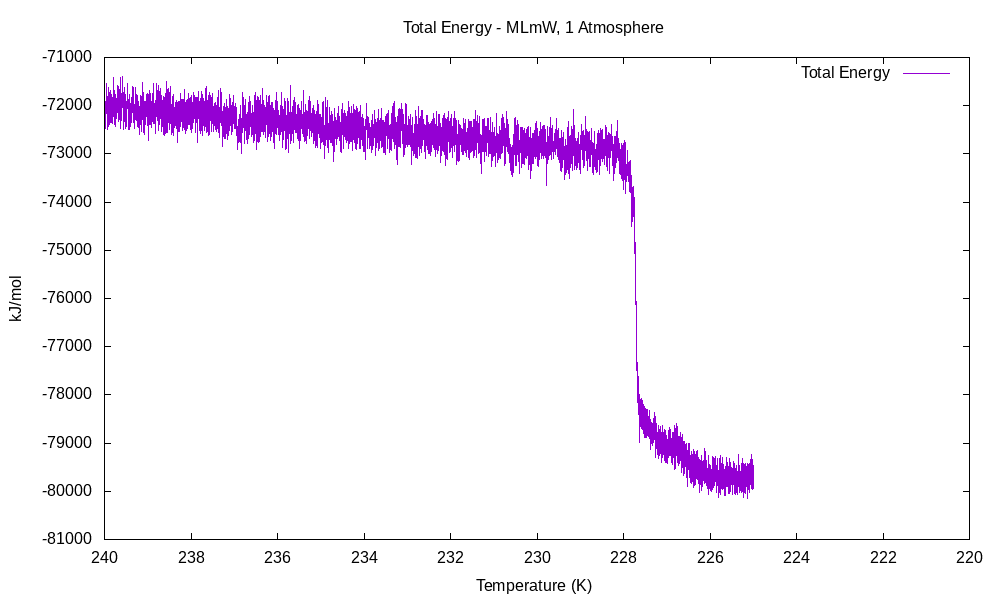 Total Energy - MLmW, 1 Atmosphere
-71000
Total Energy
-72000
-73000
-74000
-75000
-76000
-77000
-78000
-79000
-80000
-81000
kJ/mol
240 238 236 234 232 230 228 226 224 222 220
Temperature (K)